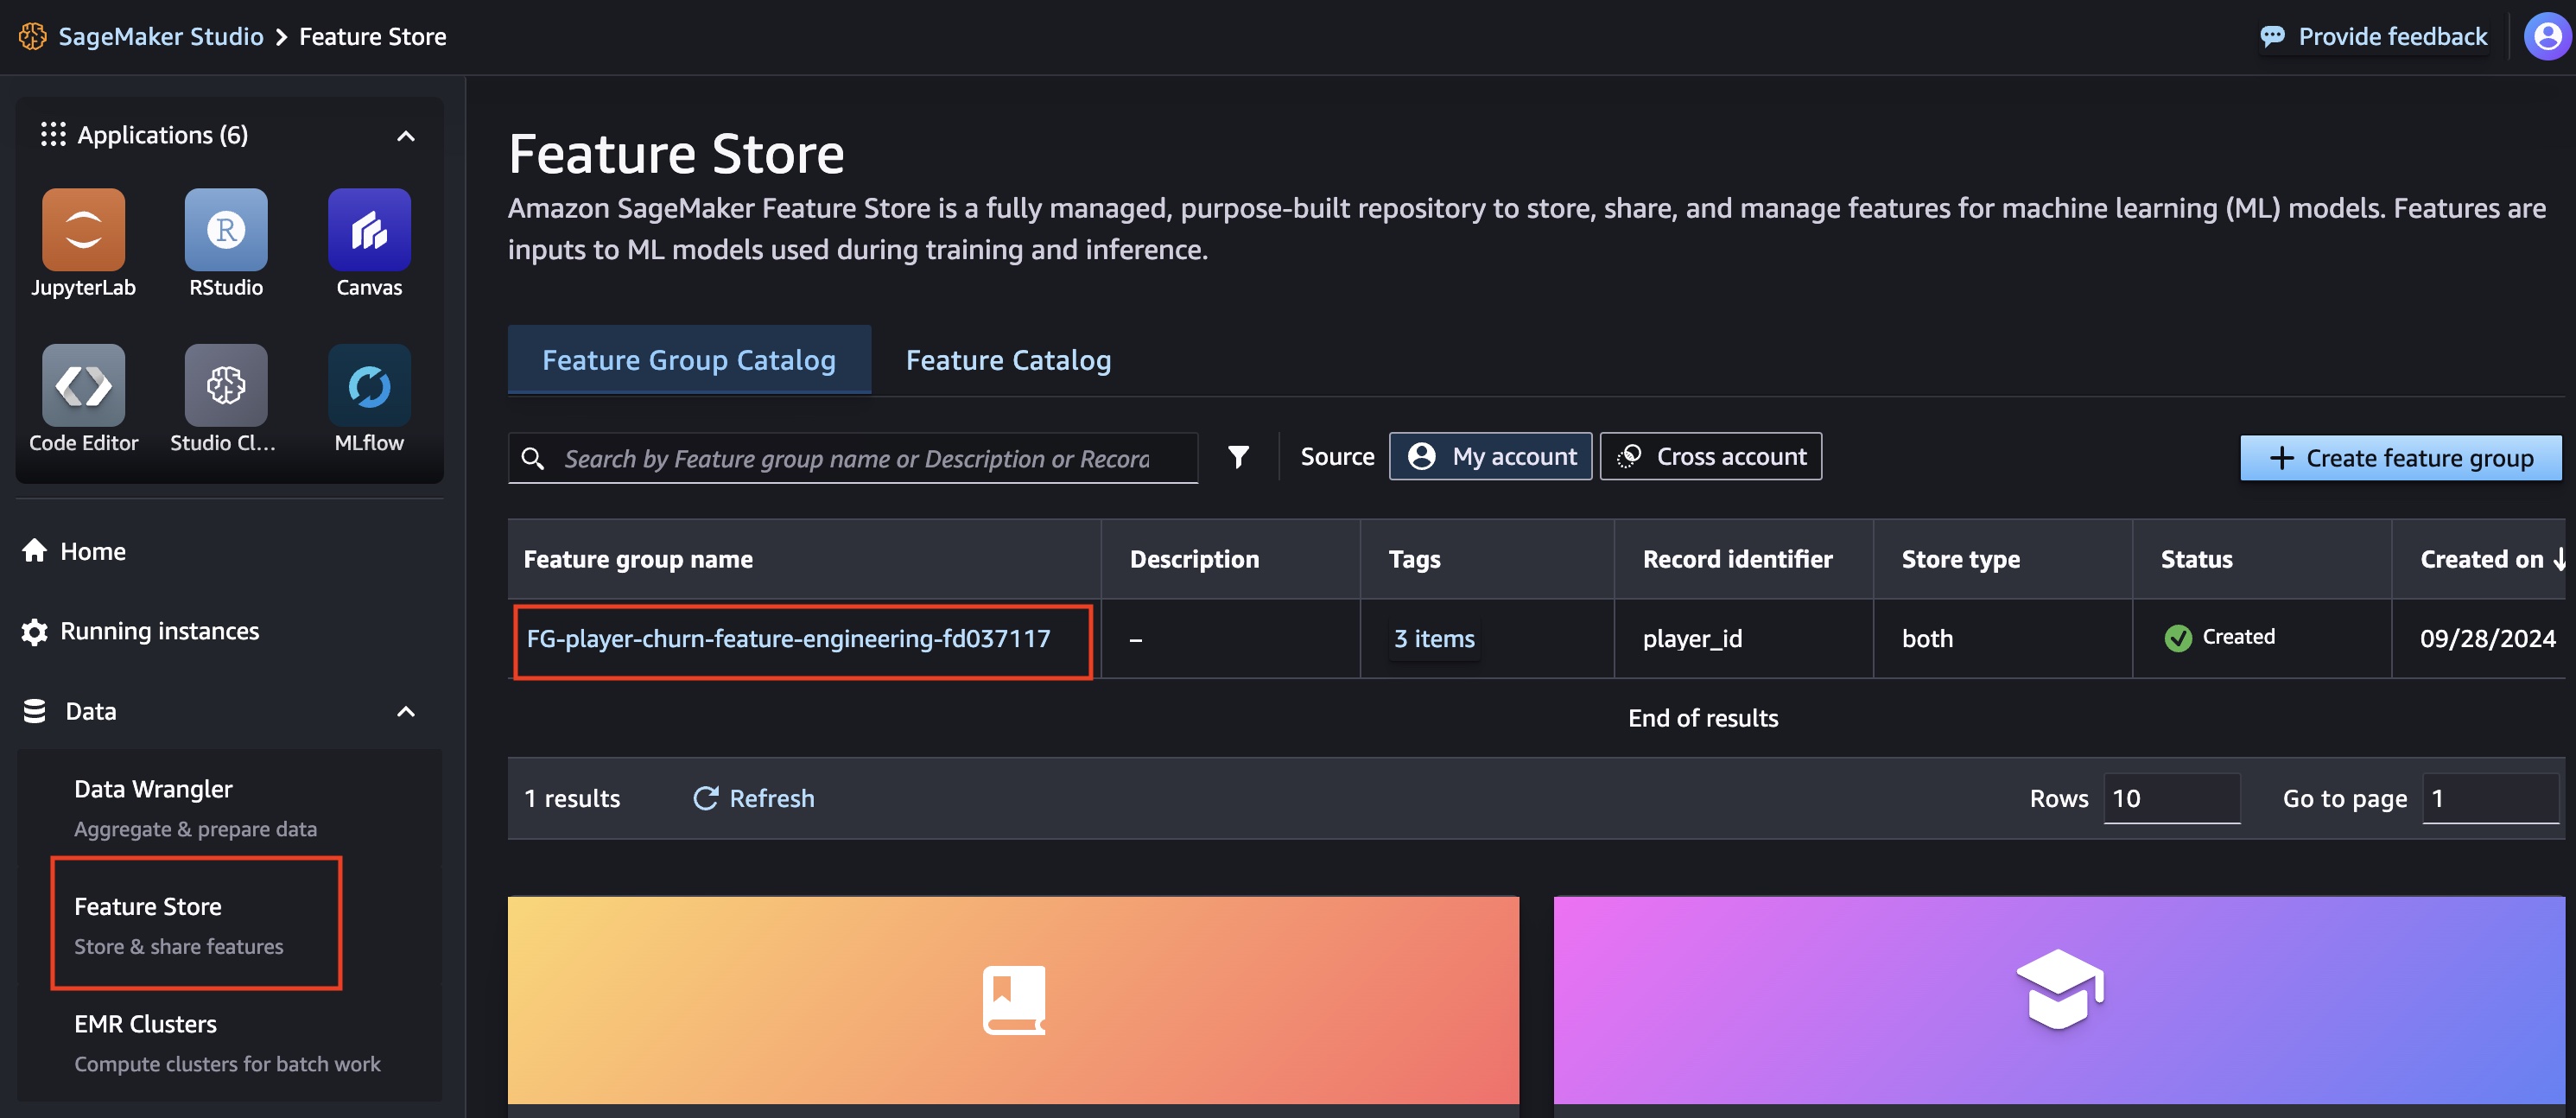 SageMaker Studio > Feature Store
Provide feedback
Applications (6)
JupyterLab
RStudio
Canvas
Code Editor
Studio Cl...
MLflow
Home
Running instances
Data
Data Wrangler
Aggregate & prepare data
Feature Store
Store & share features
EMR Clusters
Compute clusters for batch work
Feature Store
Amazon SageMaker Feature Store is a fully managed, purpose-built repository to store, share, and manage features for machine learning (ML) models. Features are
inputs to ML models used during training and inference.
Feature Group Catalog
Feature Catalog
Search by Feature group name or Description or Record
Source
My account
Cross account
+ Create feature group
Feature group name
Description
Tags
Record identifier
Store type
Status
Created on
FG-player-churn-feature-engineering-fd037117
–
3 items
player_id
both
Created
09/28/2024
End of results
1 results
Refresh
Rows
10
Go to page
1